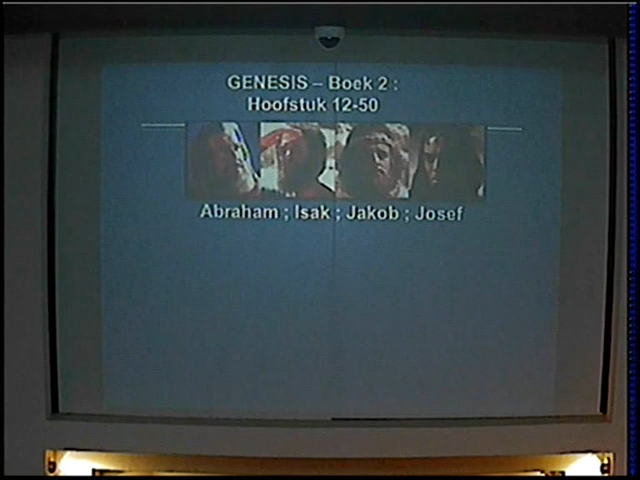 GENESIS – Boek 2 :
Hoofstuk 12-50
Abraham ; Isak ; Jakob ; Josef